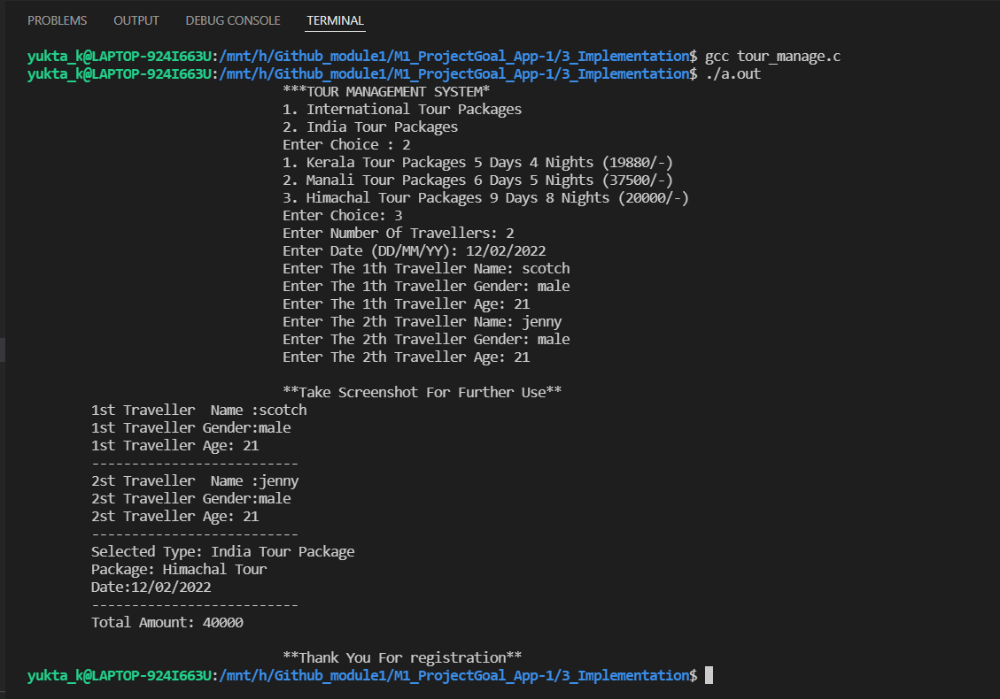 PROBLEMS OUTPUT DEBUG CONSOLE TERMINAL
yukta_k@LAPTOP-924I663U:/mnt/h/Github_module1/M1_ProjectGoal_App-1/3_Implementation$ gcc tour_manage.c
yukta_k@LAPTOP-924I663U:/mnt/h/Github_module1/M1_ProjectGoal_App-1/3_Implementation$ ./a.out
***TOUR MANAGEMENT SYSTEM*
1. International Tour Packages
2. India Tour Packages
Enter Choice : 2
1. Kerala Tour Packages 5 Days 4 Nights (19880/-)
2. Manali Tour Packages 6 Days 5 Nights (37500/-)
3. Himachal Tour Packages 9 Days 8 Nights (20000/-)
Enter Choice: 3
Enter Number Of Travellers: 2
Enter Date (DD/MM/YY): 12/02/2022
Enter The 1th Traveller Name: scotch
Enter The 1th Traveller Gender: male
Enter The 1th Traveller Age: 21
Enter The 2th Traveller Name: jenny
Enter The 2th Traveller Gender: male
Enter The 2th Traveller Age: 21
**Take Screenshot For Further Use**
1st Traveller  Name :scotch
1st Traveller Gender:male
1st Traveller Age: 21
--------------------------
2st Traveller  Name :jenny
2st Traveller Gender:male
2st Traveller Age: 21
--------------------------
Selected Type: India Tour Package
Package: Himachal Tour
Date:12/02/2022
--------------------------
Total Amount: 40000
**Thank You For registration**
yukta_k@LAPTOP-924I663U:/mnt/h/Github_module1/M1_ProjectGoal_App-1/3_Implementation$